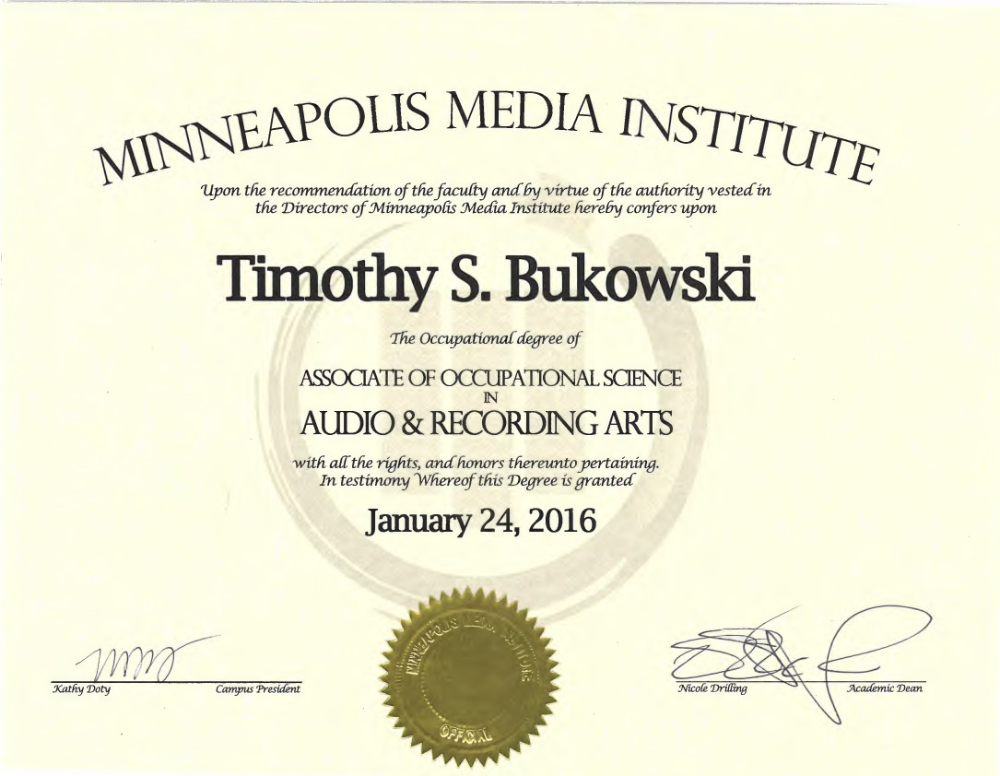 MINNEAPOLIS MEDIA INSTITUTE
Upon the recommendation of the faculty and by virtue of the authority vested in
the Directors of Minneapolis Media Institute hereby confers upon
Timothy S. Bukowski
The Occupational degree of
ASSOCIATE OF OCCUPATIONAL SCIENCE
IN
AUDIO & RECORDING ARTS
with all the rights, and honors thereunto pertaining.
In testimony Whereof this Degree is granted
January 24, 2016
MINNEAPOLIS MEDIA INSTITUTE
OFFICIAL
Kathy Doty Campus President
Nicole Drilling Academic Dean